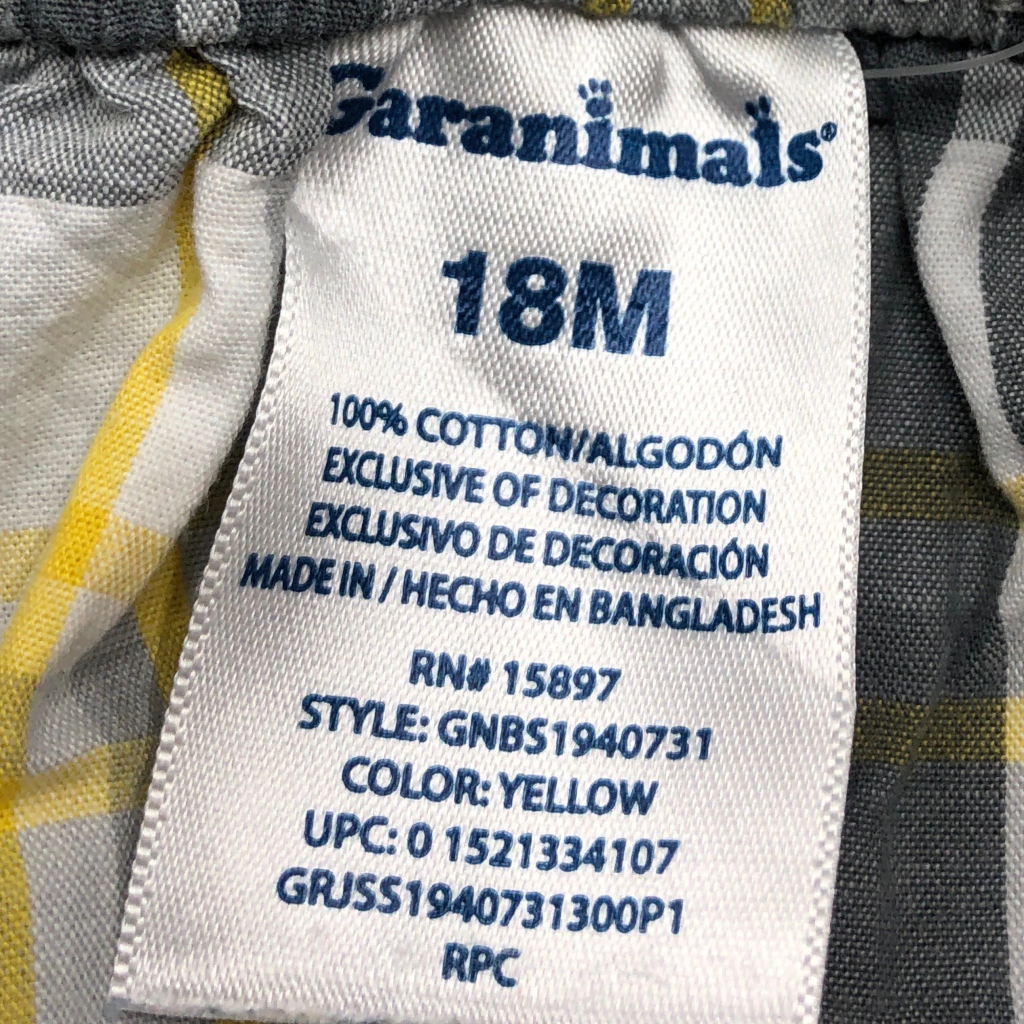 Garanimals®
18M
100% COTTON/ALGODÓN
EXCLUSIVE OF DECORATION
EXCLUSIVO DE DECORACIÓN
MADE IN / HECHO EN BANGLADESH
RN# 15897
STYLE: GNBS1940731
COLOR: YELLOW
UPC: 0 1521334107
GRJSS1940731300P1
RPC